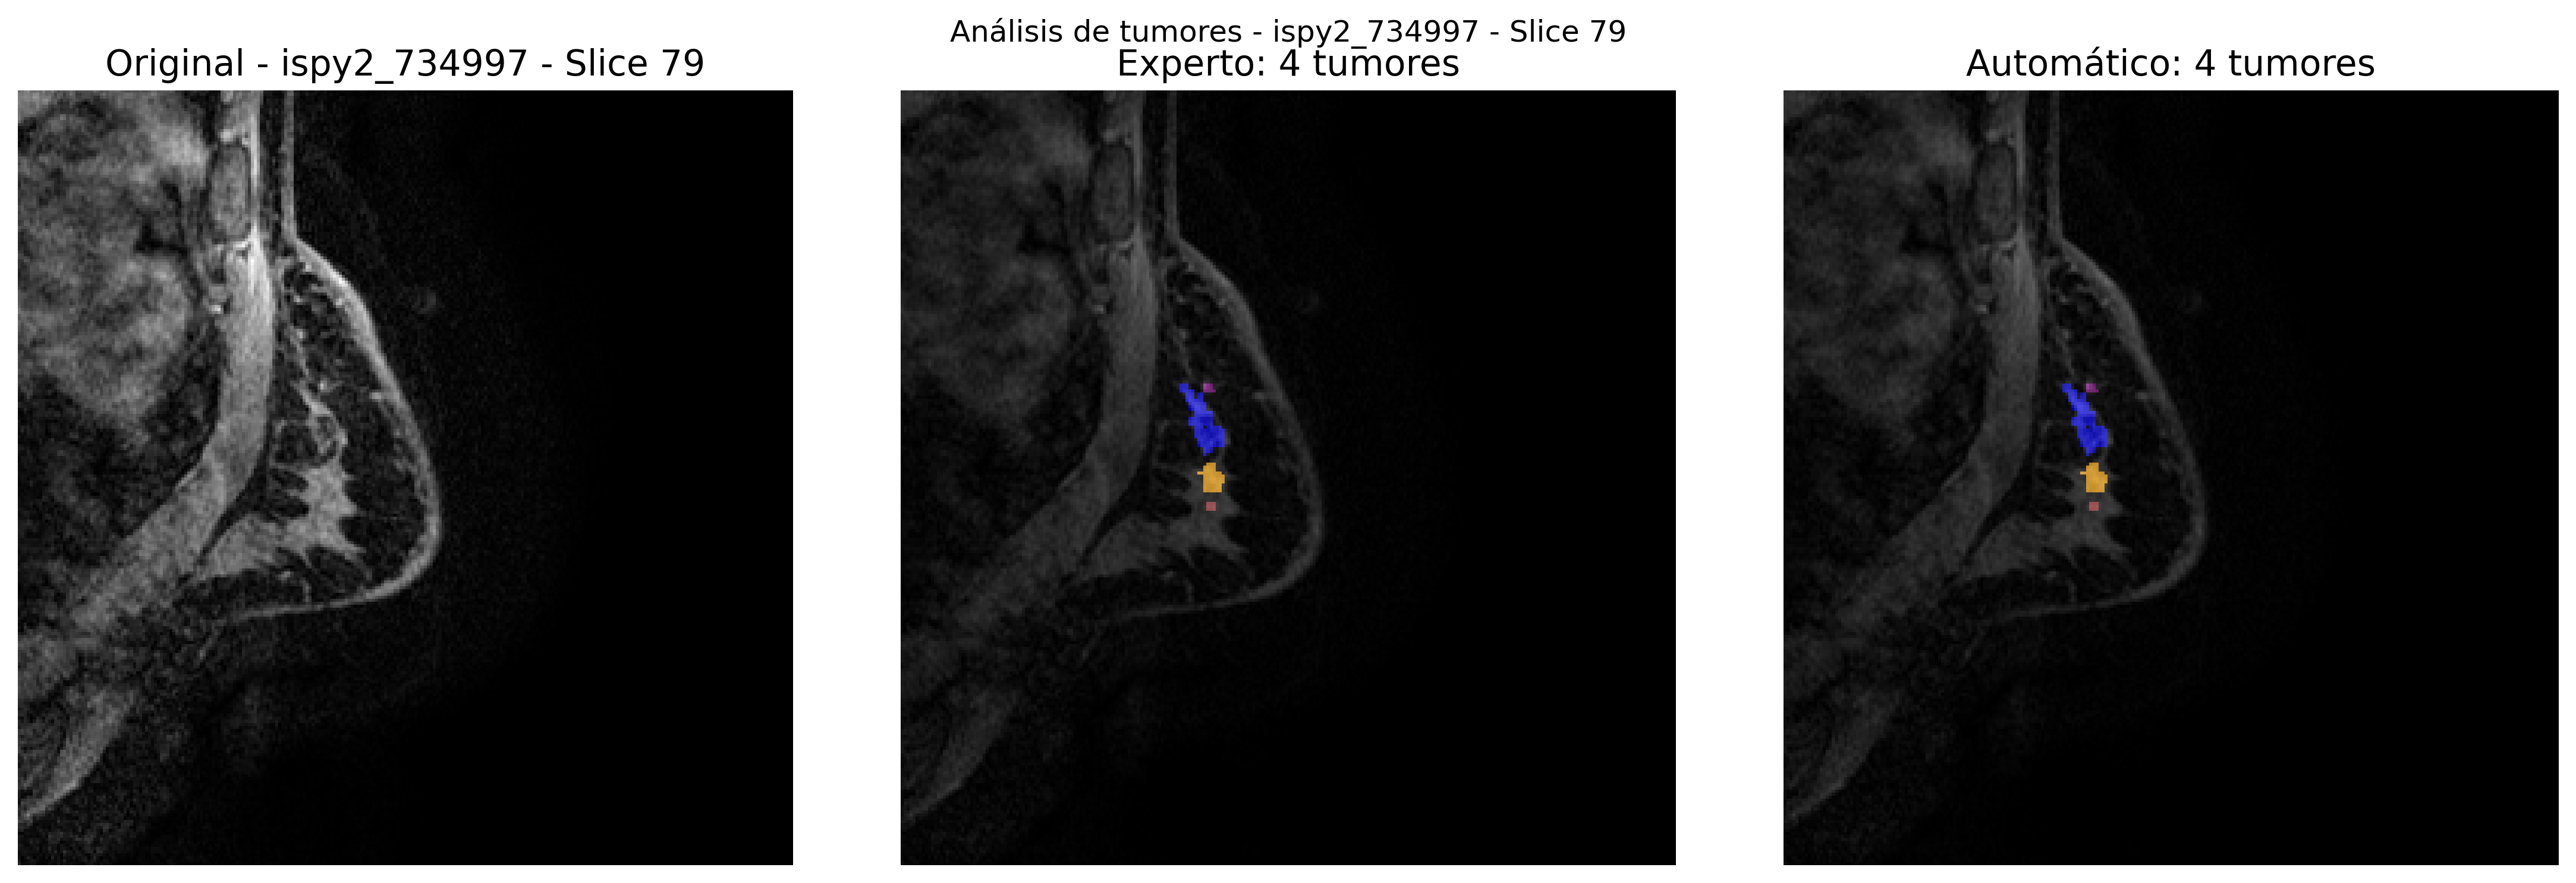 Análisis de tumores - ispy2_734997 - Slice 79
Original - ispy2_734997 - Slice 79
Experto: 4 tumores
Automático: 4 tumores